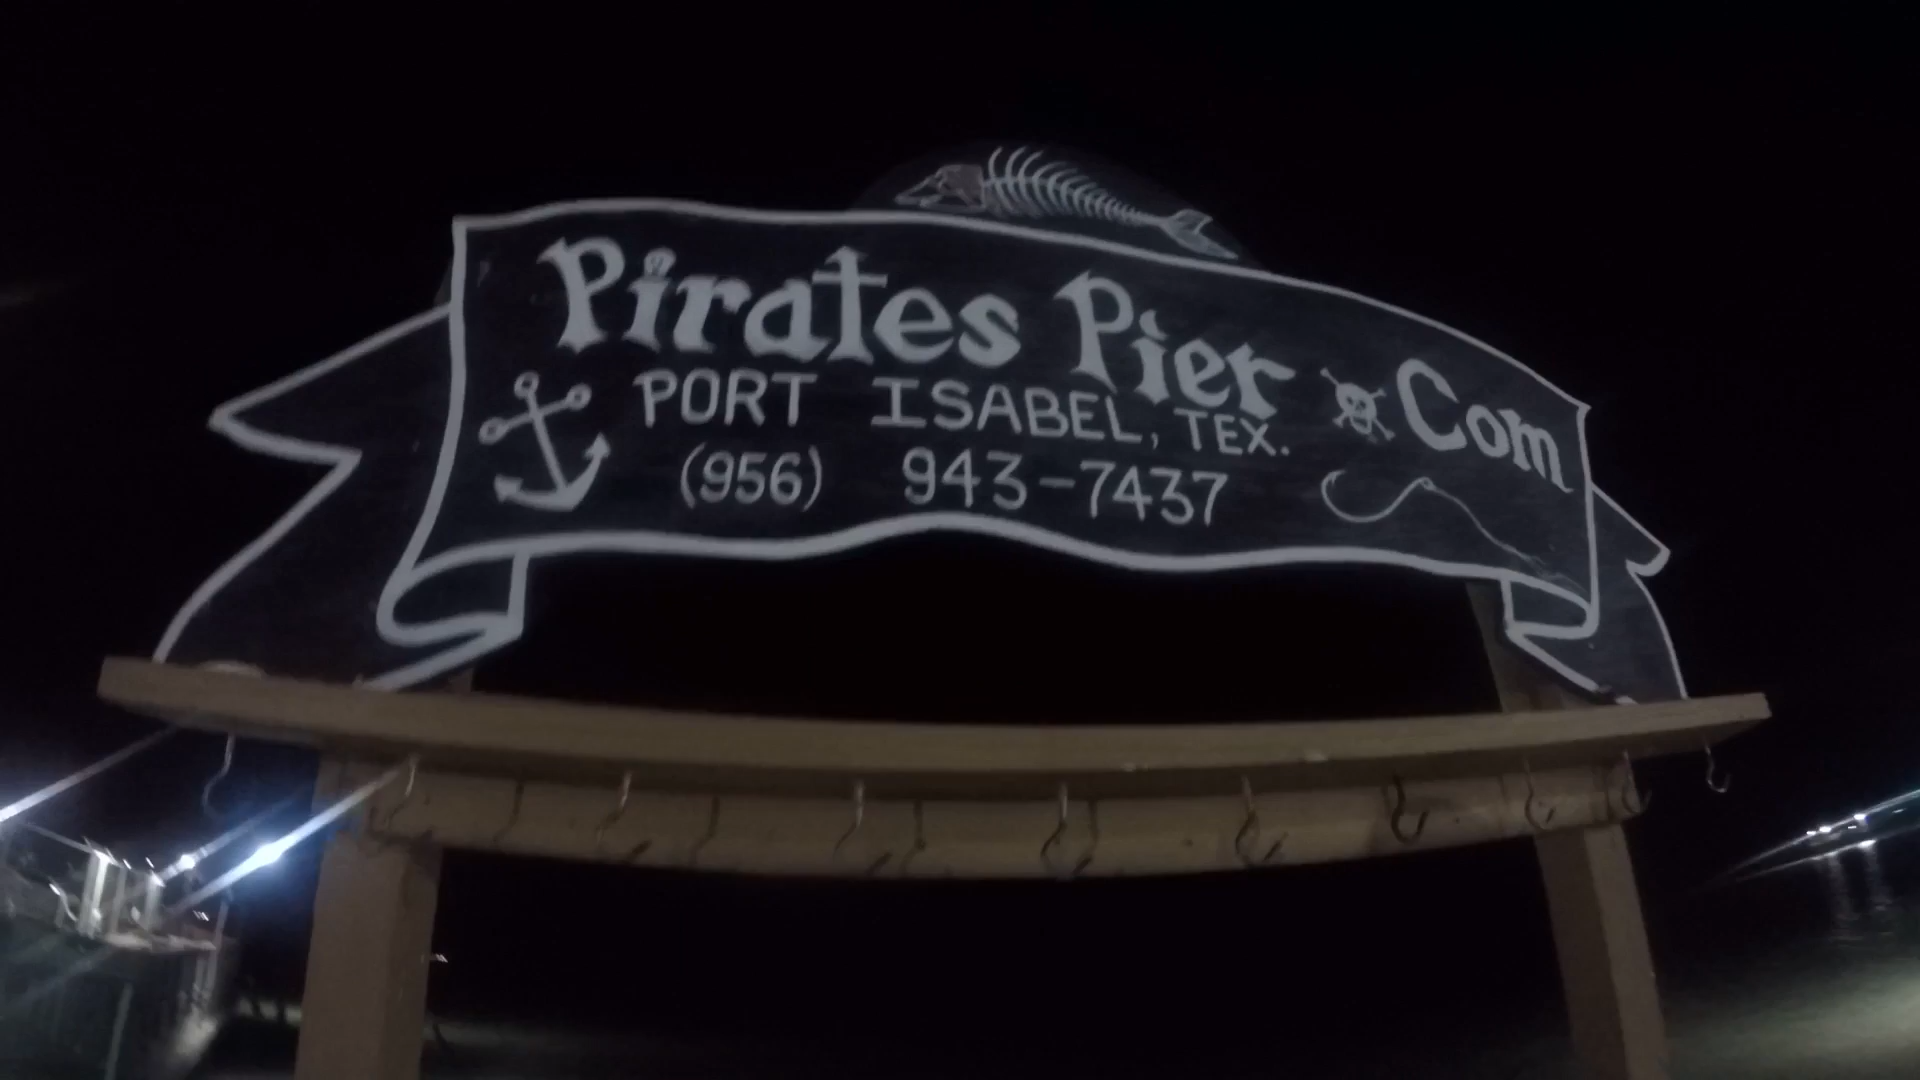 Pirates Pier Com
PORT ISABEL, TEX.
(956) 943-7437